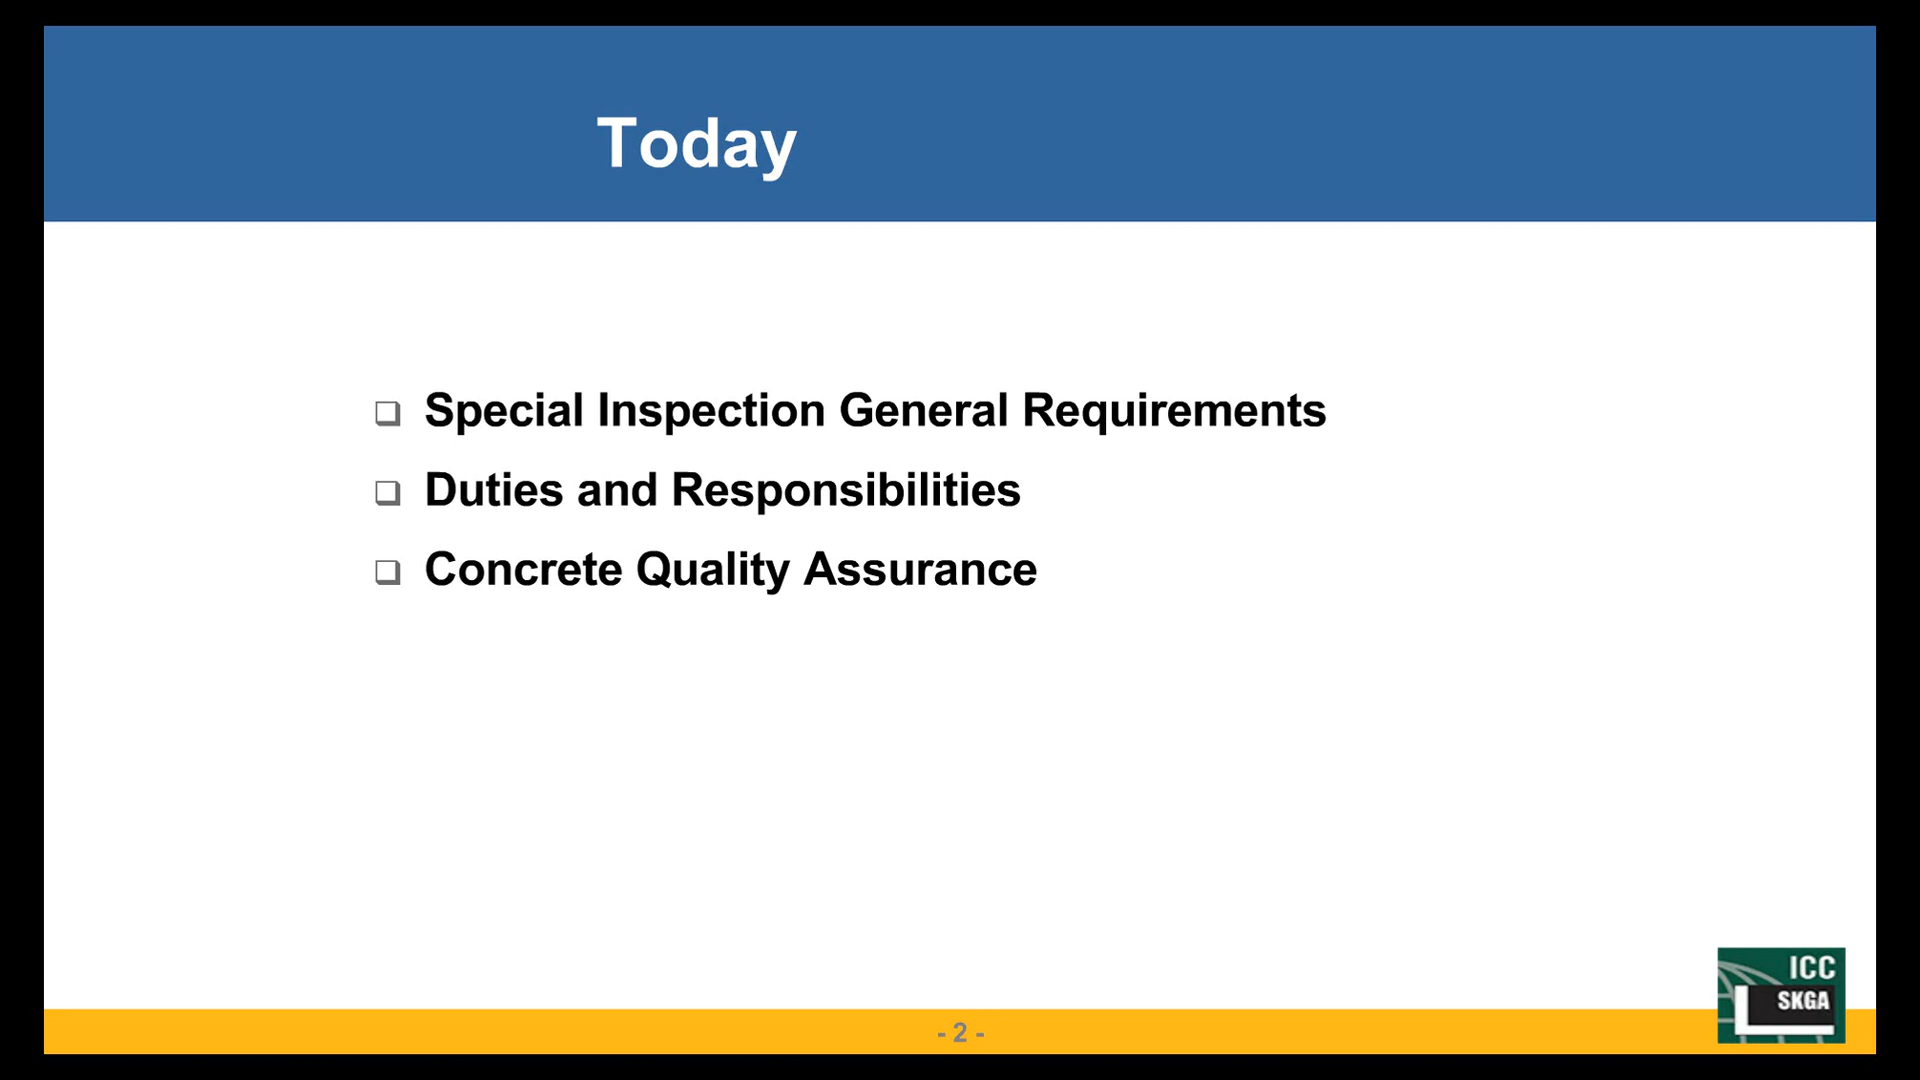 Today
❑ Special Inspection General Requirements
❑ Duties and Responsibilities
❑ Concrete Quality Assurance
- 2 -
ICC
SKGA